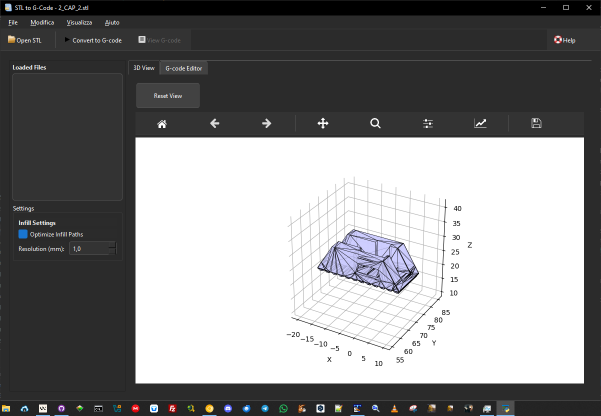 STL to G-Code - 2_CAP_2.stl
File Modifica Visualizza Aiuto
Open STL Convert to G-code View G-code Help
Loaded Files
3D View G-code Editor
Reset View
Settings
Infill Settings
Optimize Infill Paths
Resolution (mm): 1,0
40
35
30
25
20
15
10
Z
−20
−15
−10
−5
0
5
10
X
55
60
65
70
75
80
85
Y